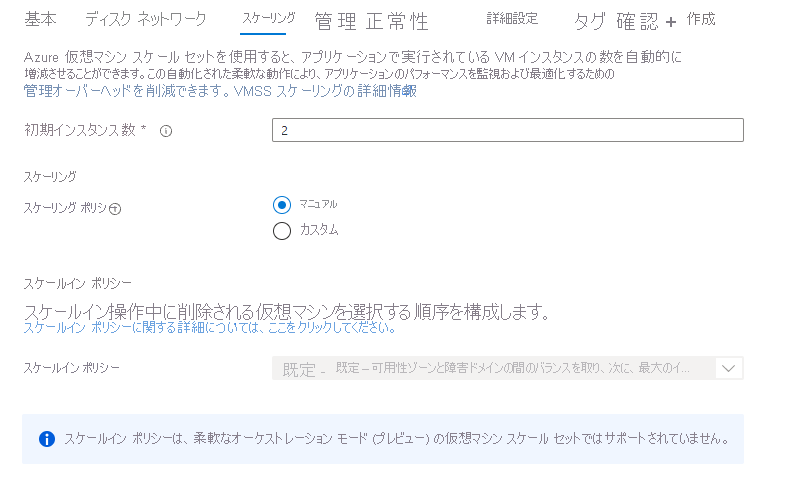 基本 ディスク ネットワーク スケーリング 管理 正常性 詳細設定 タグ 確認 + 作成
Azure 仮想マシン スケール セットを使用すると、アプリケーションで実行されている VM インスタンスの数を自動的に
増減させることができます。この自動化された柔軟な動作により、アプリケーションのパフォーマンスを監視および最適化するための
管理オーバーヘッドを削減できます。VMSS スケーリングの詳細情報
初期インスタンス数 * 2
スケーリング
スケーリング ポリシー マニュアル
カスタム
スケールイン ポリシー
スケールイン操作中に削除される仮想マシンを選択する順序を構成します。
スケールイン ポリシーに関する詳細については、ここをクリックしてください。
スケールイン ポリシー 既定 - 既定 – 可用性ゾーンと障害ドメインの間のバランスを取り、次に、最大のイ...
スケールイン ポリシーは、柔軟なオーケストレーション モード (プレビュー) の仮想マシン スケール セットではサポートされていません。